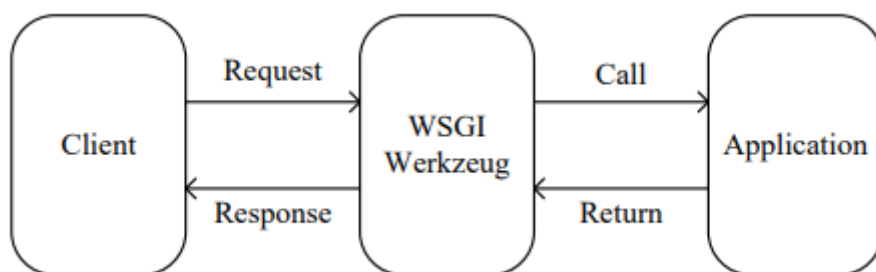 Request
Call
Client
WSGI
Werkzeug
Application
Response
Return